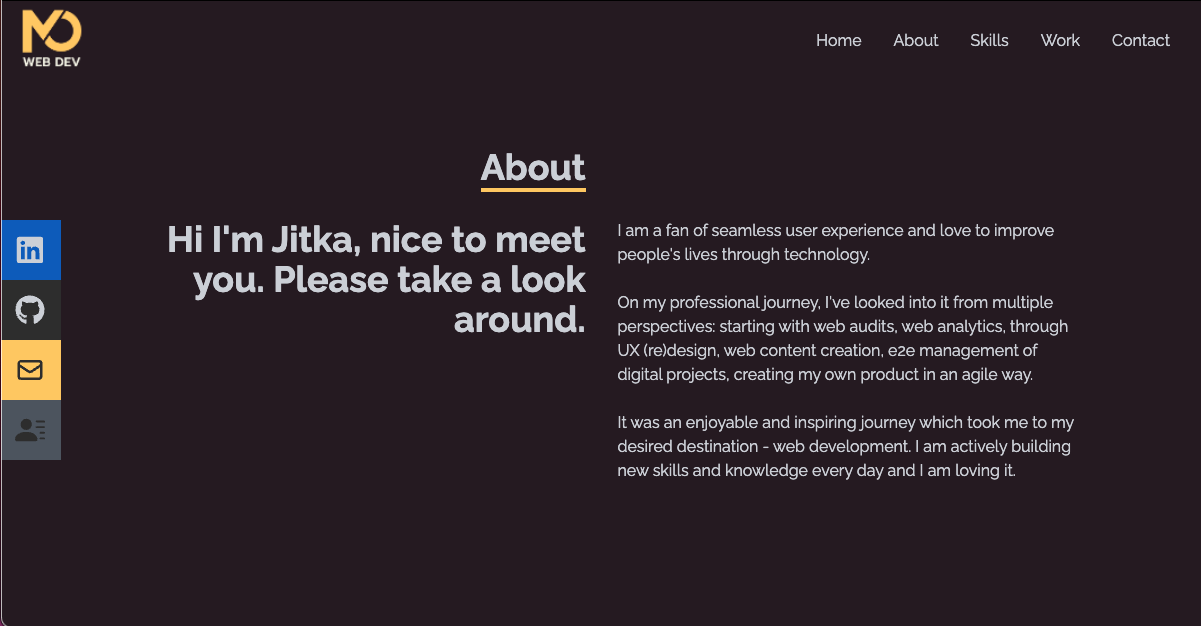 MO
WEB DEV
Home About Skills Work Contact
About
Hi I'm Jitka, nice to meet
you. Please take a look
around.
I am a fan of seamless user experience and love to improve
people's lives through technology.
On my professional journey, I've looked into it from multiple
perspectives: starting with web audits, web analytics, through
UX (re)design, web content creation, e2e management of
digital projects, creating my own product in an agile way.
It was an enjoyable and inspiring journey which took me to my
desired destination - web development. I am actively building
new skills and knowledge every day and I am loving it.
in